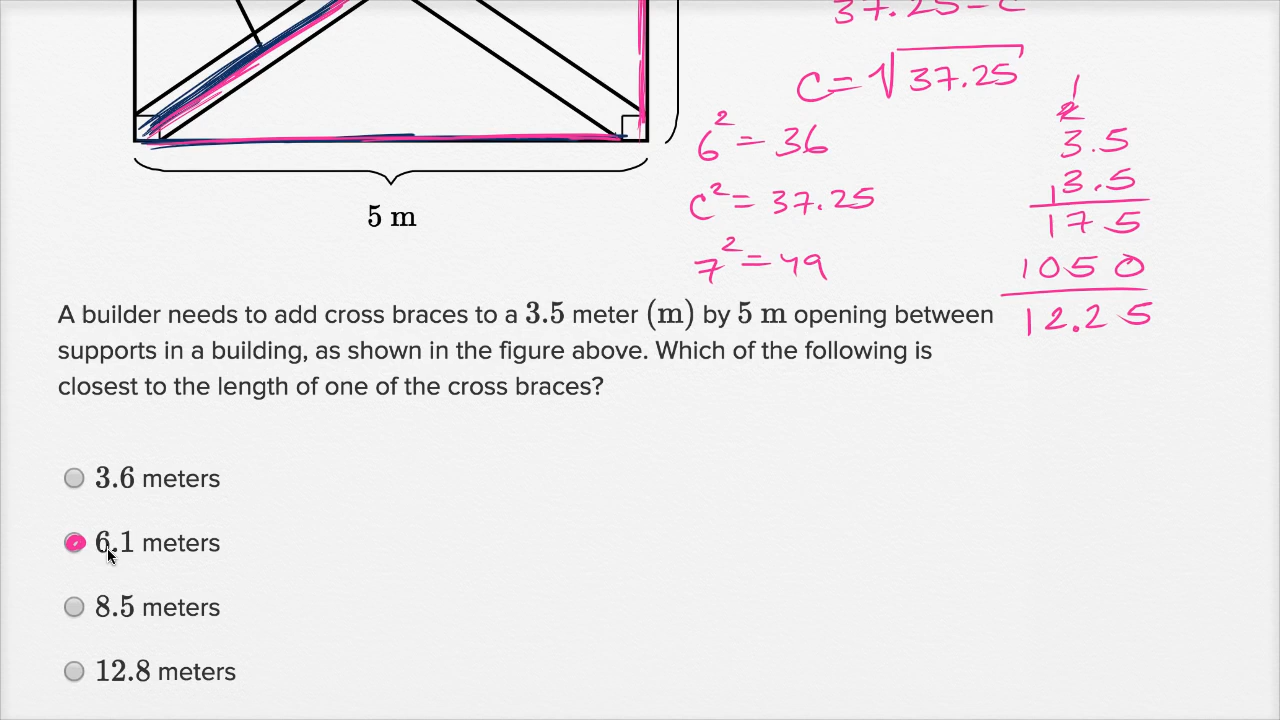 37.25=c
c=√37.25
6²=36
c²=37.25
7²=49
1
2
3.5
13.5
175
1050
12.25
5 m
A builder needs to add cross braces to a 3.5 meter (m) by 5 m opening between
supports in a building, as shown in the figure above. Which of the following is
closest to the length of one of the cross braces?
3.6 meters
6.1 meters
8.5 meters
12.8 meters